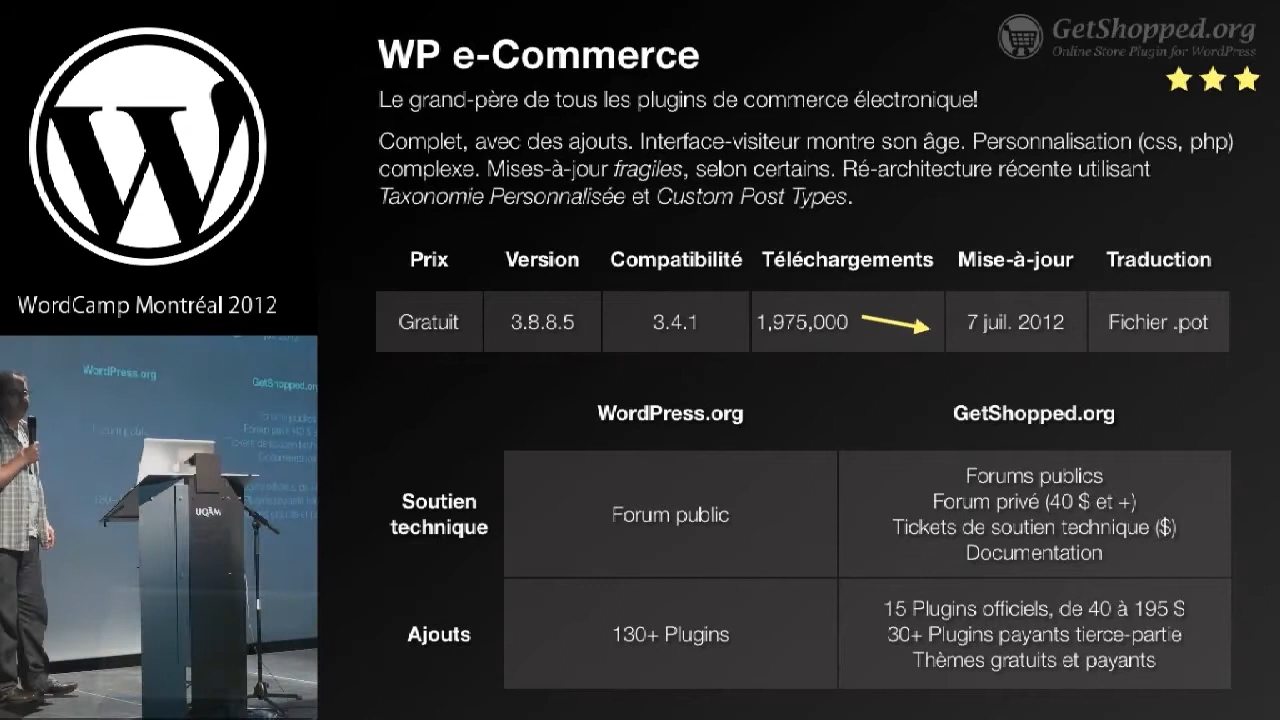 GetShopped.org
Online Store Plugin for WordPress
WP e-Commerce
Le grand-père de tous les plugins de commerce électronique!
Complet, avec des ajouts. Interface-visiteur montre son âge. Personnalisation (css, php)
complexe. Mises-à-jour fragiles, selon certains. Ré-architecture récente utilisant
Taxonomie Personnalisée et Custom Post Types.
WordCamp Montréal 2012
Prix Version Compatibilité Téléchargements Mise-à-jour Traduction
Gratuit 3.8.8.5 3.4.1 1,975,000 7 juil. 2012 Fichier .pot
WordPress.org GetShopped.org
Soutien
technique
Forum public
Forums publics
Forum privé (40 $ et +)
Tickets de soutien technique ($)
Documentation
Ajouts
130+ Plugins
15 Plugins officiels, de 40 à 195 $
30+ Plugins payants tierce-partie
Thèmes gratuits et payants
WordPress.org
GetShopped.org
UQÀM